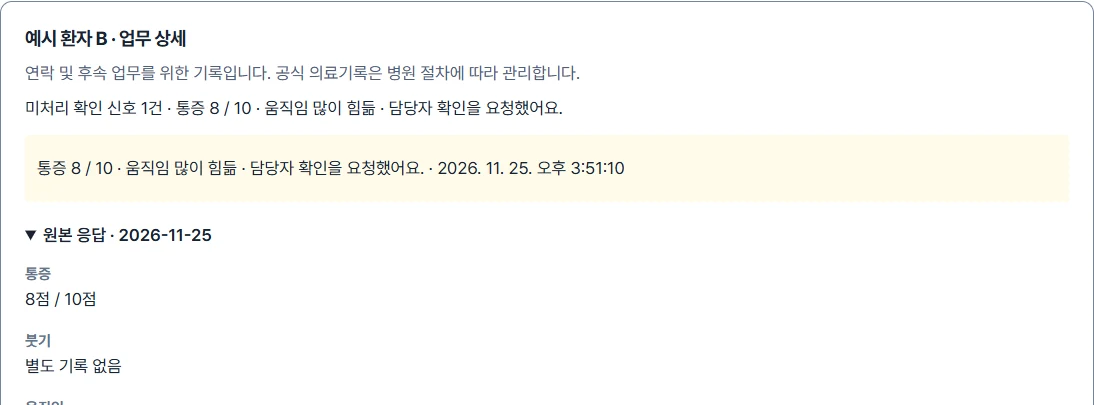 예시 환자 B · 업무 상세
연락 및 후속 업무를 위한 기록입니다. 공식 의료기록은 병원 절차에 따라 관리합니다.
미처리 확인 신호 1건 · 통증 8 / 10 · 움직임 많이 힘듦 · 담당자 확인을 요청했어요.
통증 8 / 10 · 움직임 많이 힘듦 · 담당자 확인을 요청했어요. · 2026. 11. 25. 오후 3:51:10
▼ 원본 응답 · 2026-11-25
통증
8점 / 10점
붓기
별도 기록 없음